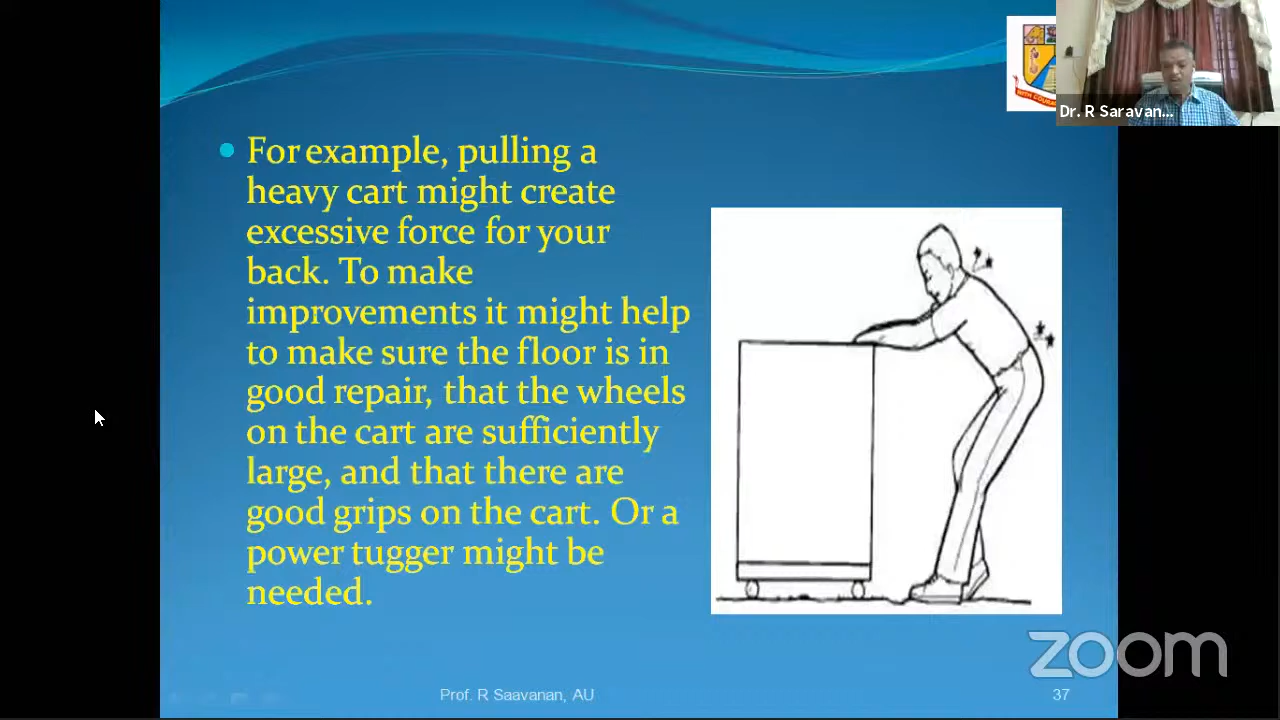 Dr. R Saravan...
For example, pulling a
heavy cart might create
excessive force for your
back. To make
improvements it might help
to make sure the floor is in
good repair, that the wheels
on the cart are sufficiently
large, and that there are
good grips on the cart. Or a
power tugger might be
needed.
zoom
Prof. R Saavanan, AU
37